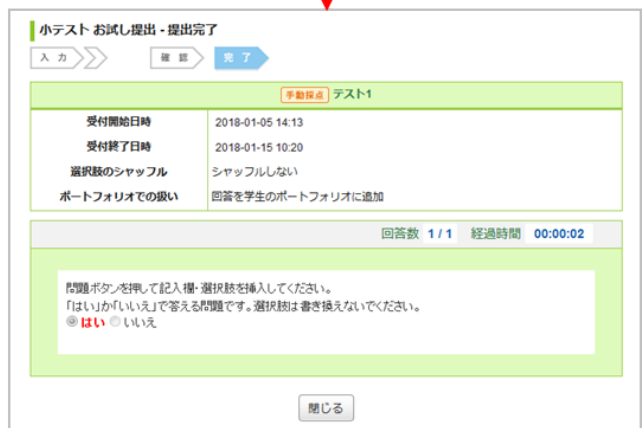 小テスト お試し提出 - 提出完了
入 力 確 認 完 了
手動採点 テスト1
受付開始日時 2018-01-05 14:13
受付終了日時 2018-01-15 10:20
選択肢のシャッフル シャッフルしない
ポートフォリオでの扱い 回答を学生のポートフォリオに追加
回答数 1 / 1 経過時間 00:00:02
問題ボタンを押して記入欄・選択肢を挿入してください。
「はい」か「いいえ」で答える問題です。選択肢は書き換えないでください。
はい いいえ
閉じる